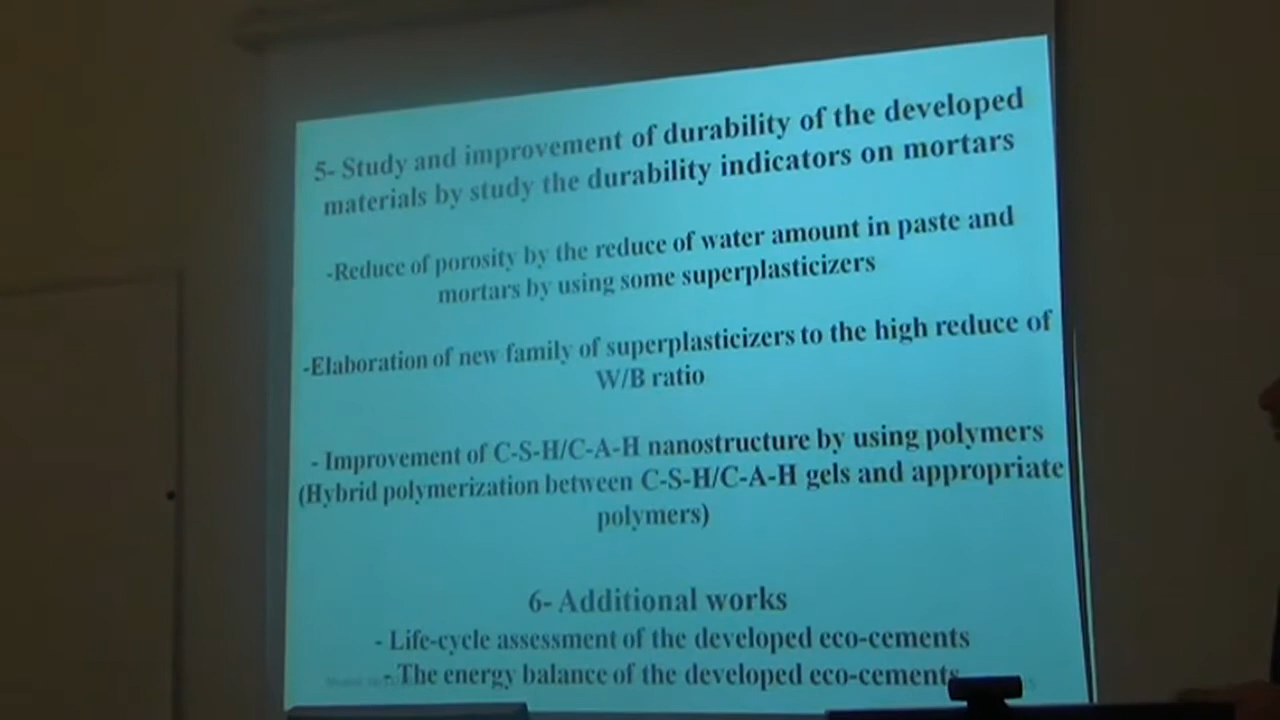 5- Study and improvement of durability of the developed
materials by study the durability indicators on mortars
-Reduce of porosity by the reduce of water amount in paste and
mortars by using some superplasticizers
-Elaboration of new family of superplasticizers to the high reduce of
W/B ratio
- Improvement of C-S-H/C-A-H nanostructure by using polymers
(Hybrid polymerization between C-S-H/C-A-H gels and appropriate
polymers)
6- Additional works
- Life-cycle assessment of the developed eco-cements
- The energy balance of the developed eco-cements